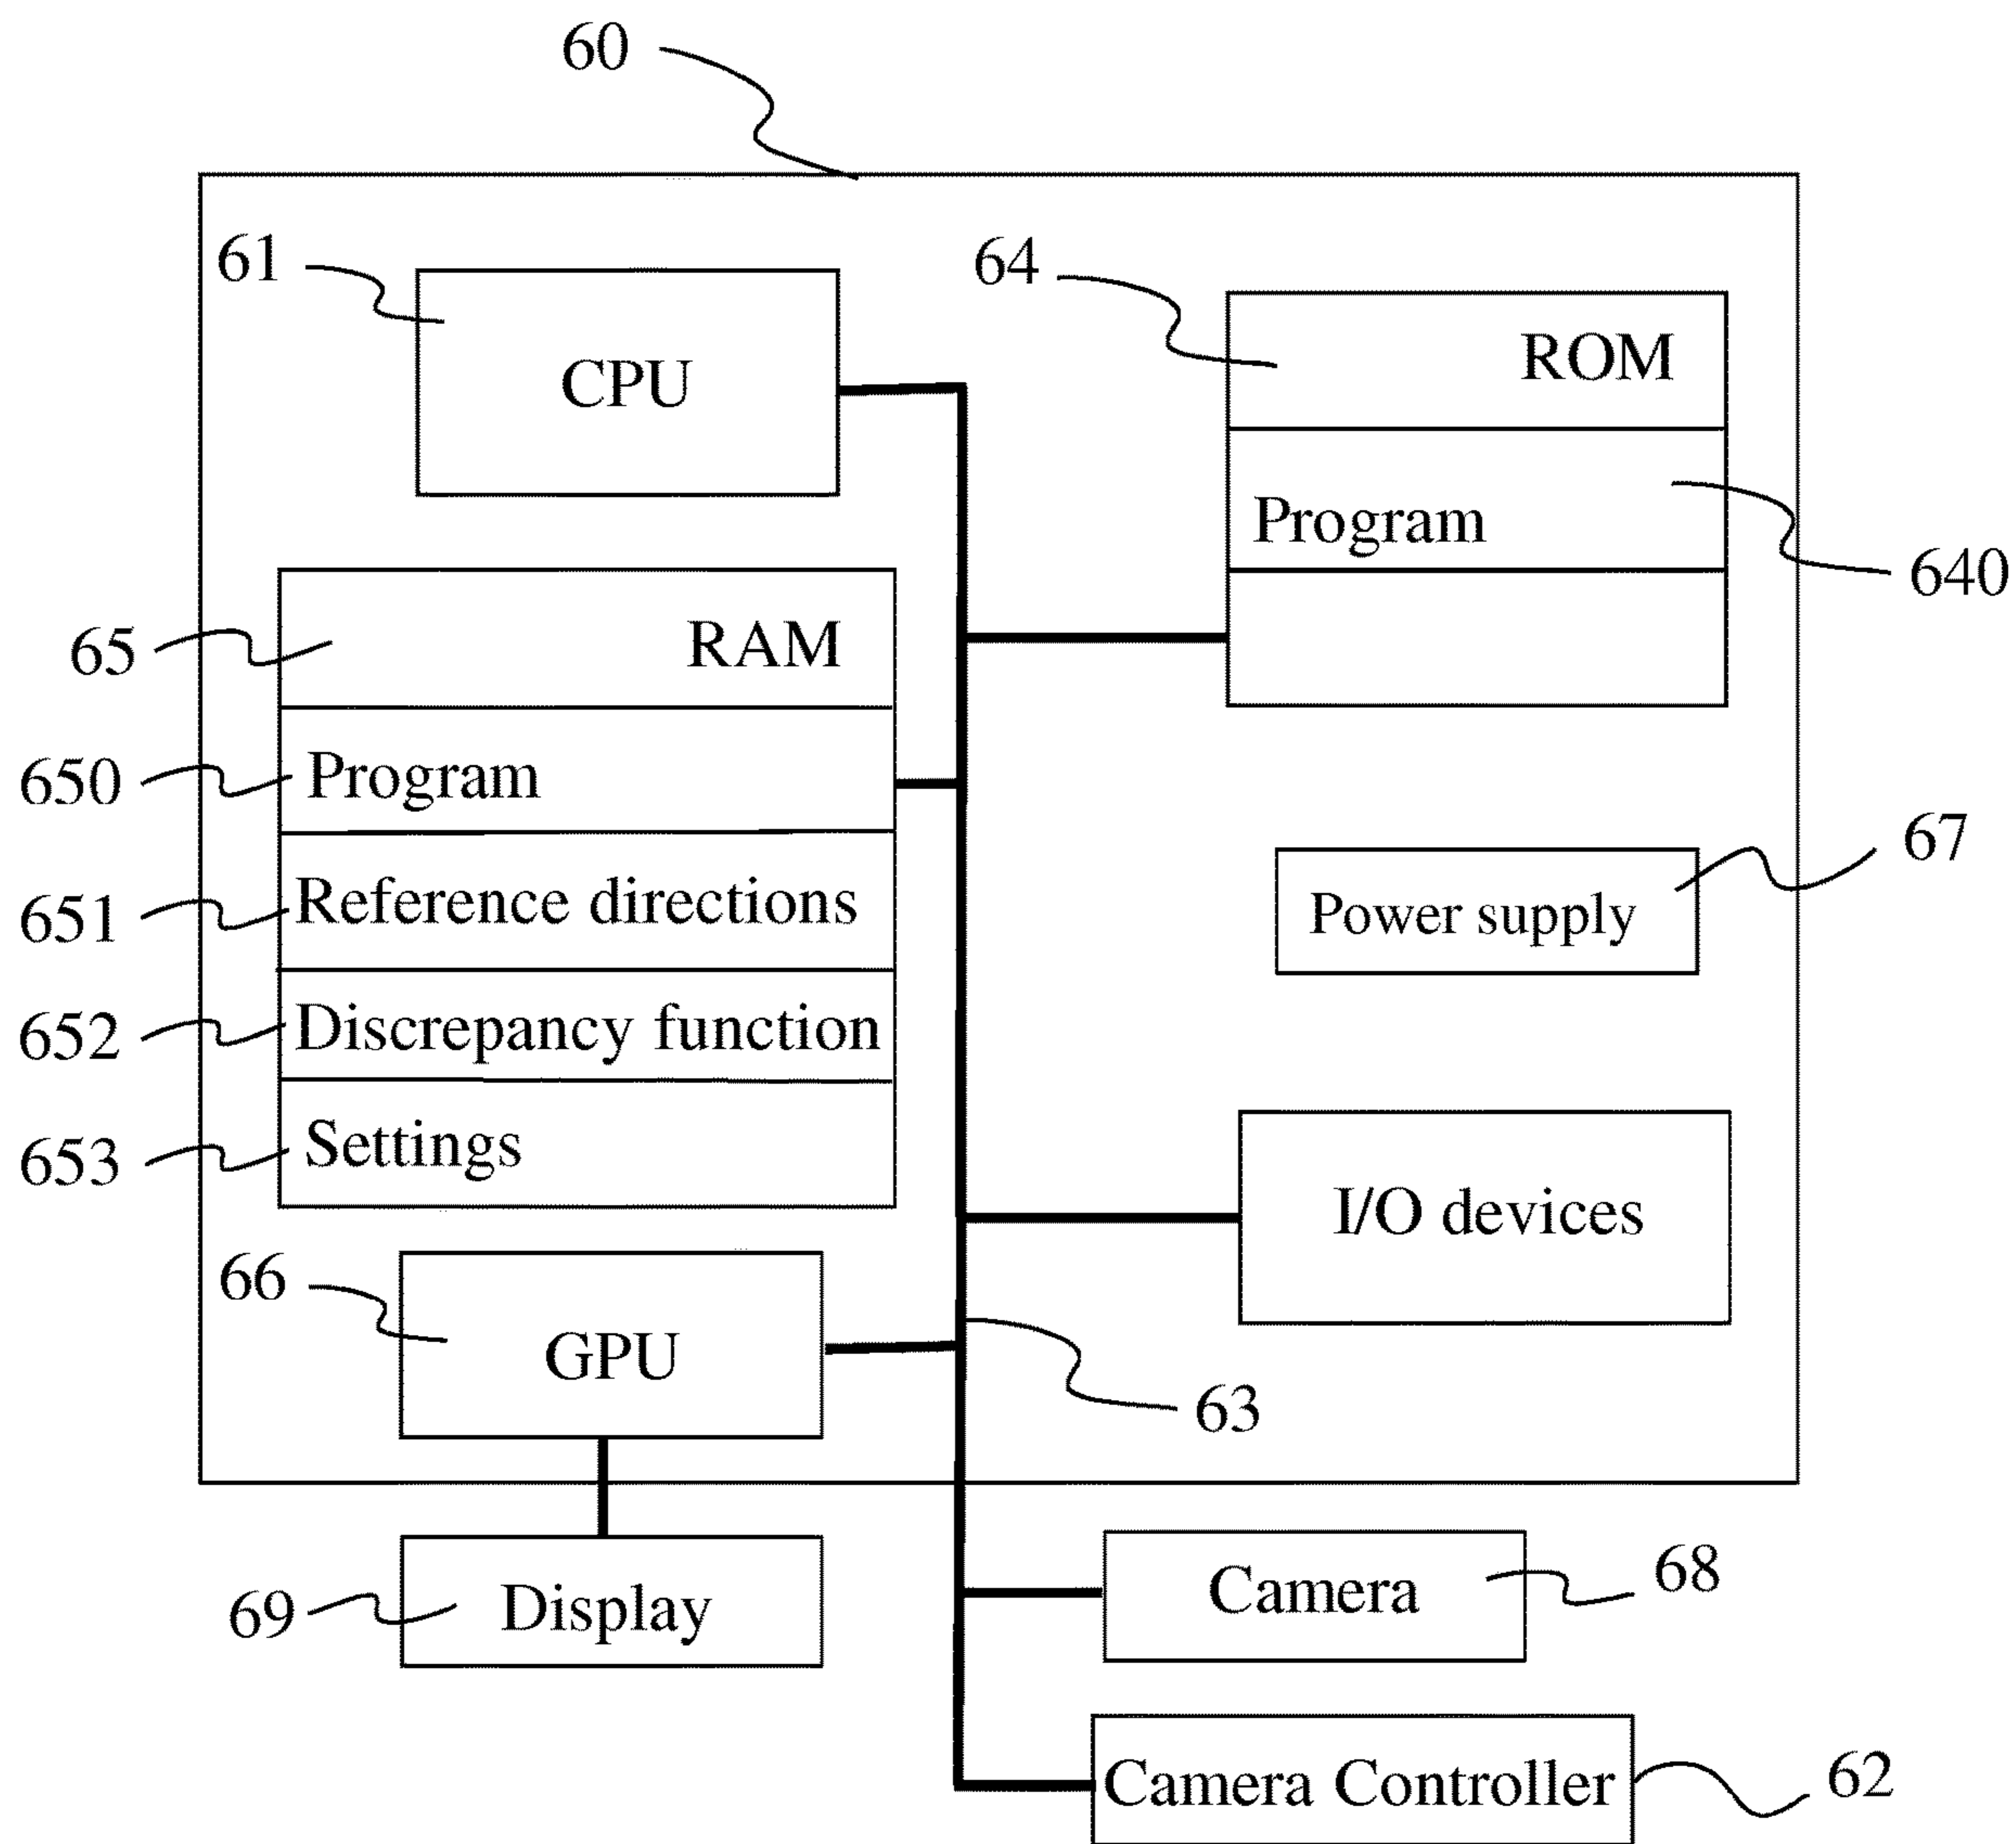 60
61
CPU
64
ROM
Program
640
65
RAM
650
Program
651
Reference directions
652
Discrepancy function
653
Settings
67
Power supply
I/O devices
66
GPU
63
69
Display
Camera
68
Camera Controller
62